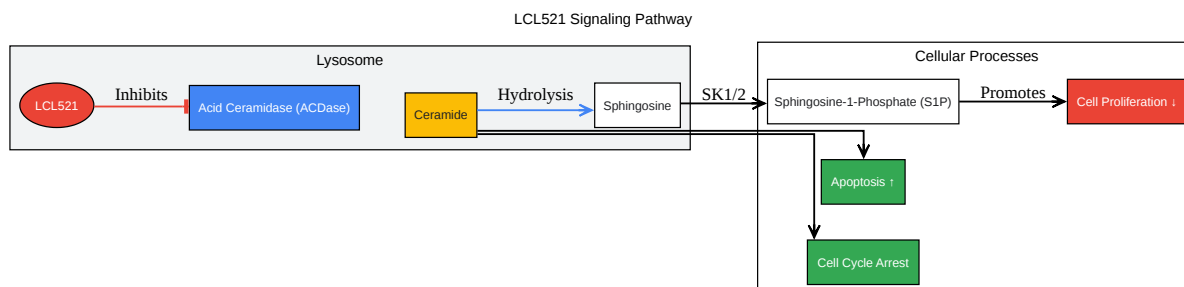 LCL521 Signaling Pathway
Lysosome
Cellular Processes
LCL521
Inhibits
Acid Ceramidase (ACDase)
Ceramide
Hydrolysis
Sphingosine
SK1/2
Sphingosine-1-Phosphate (S1P)
Promotes
Cell Proliferation ↓
Apoptosis ↑
Cell Cycle Arrest